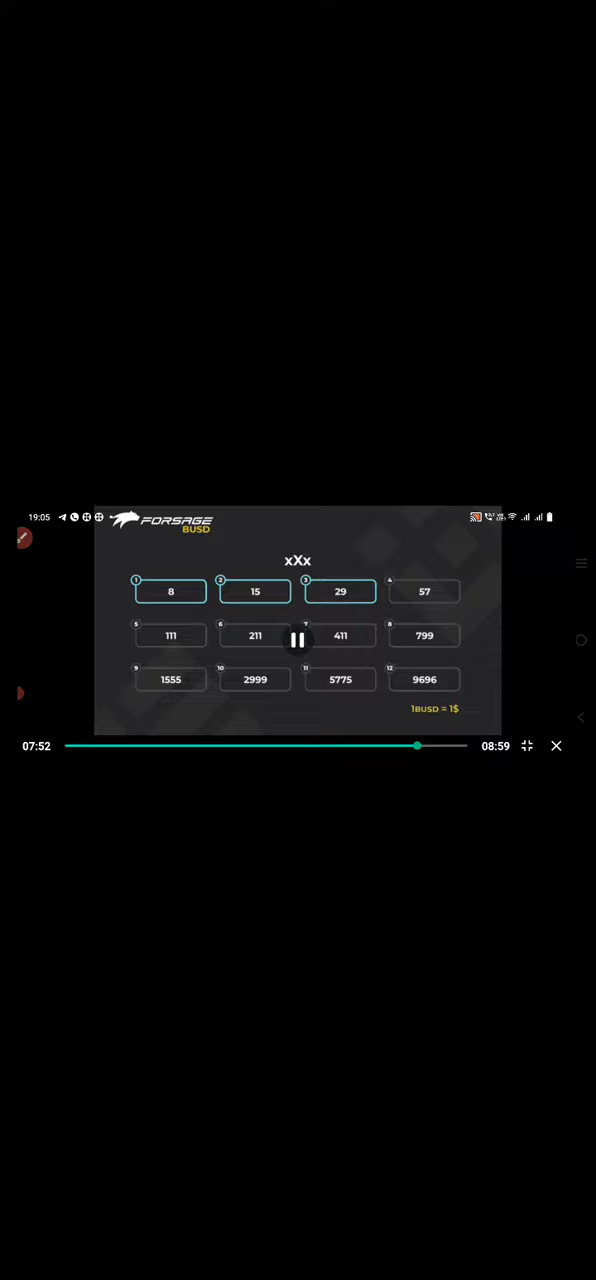 19:05
FORSAGE
BUSD
xXx
1 2 3 4
8 15 29 57
5 6 7 8
111 211 411 799
9 10 11 12
1555 2999 5775 9696
1BUSD = 1$
07:52 08:59